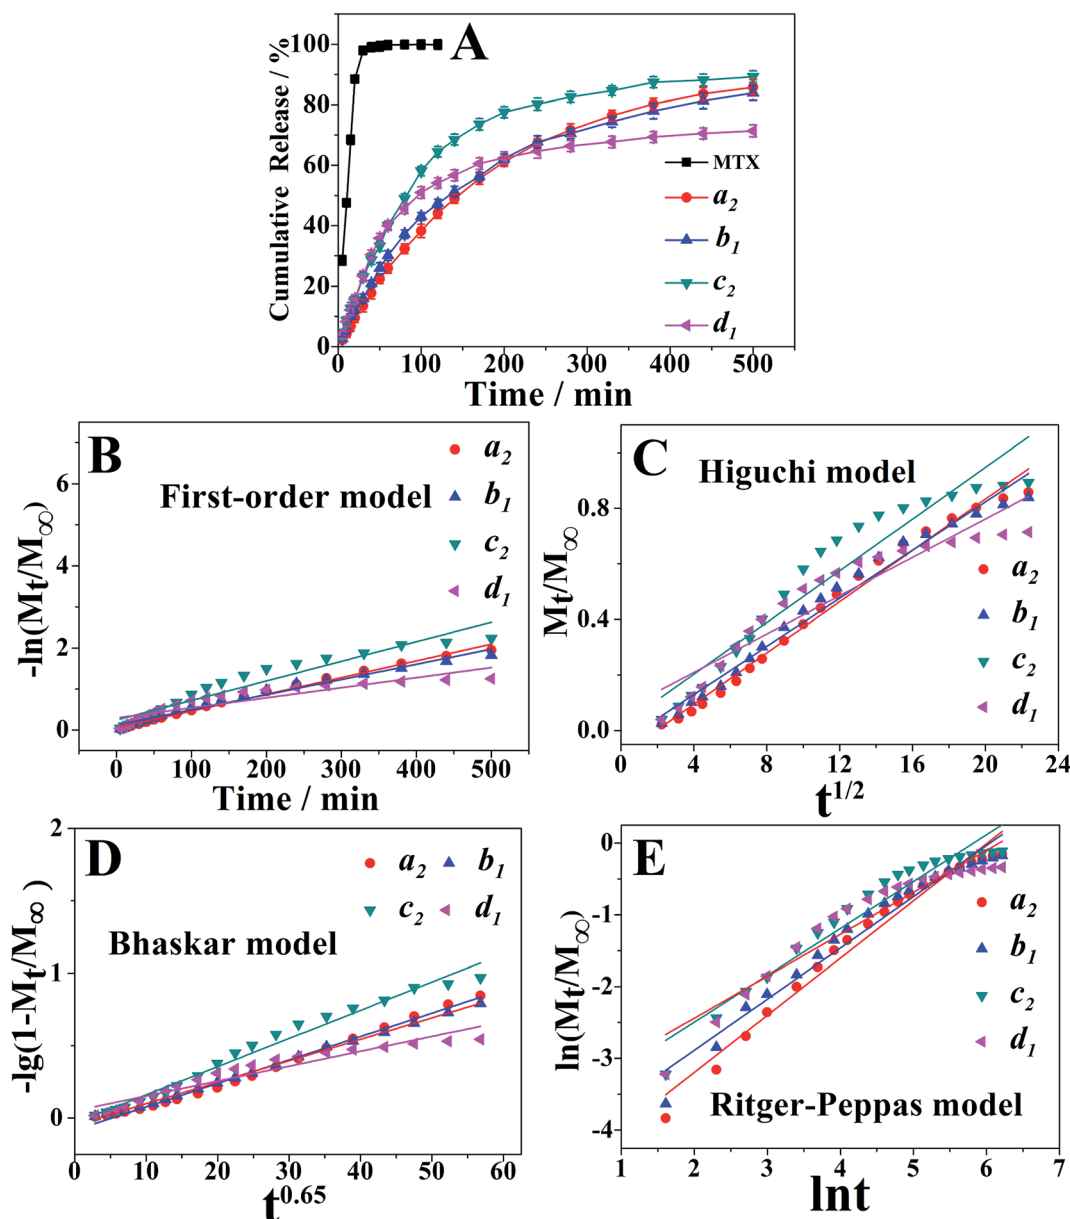 A
Cumulative Release / %
100
80
60
40
20
0
MTX
a2
b1
c2
d1
0 100 200 300 400 500
Time / min
B
First-order model
-ln(Mt/M∞)
6
4
2
0
a2
b1
c2
d1
0 100 200 300 400 500
Time / min
C
Higuchi model
Mt/M∞
0.8
0.4
0.0
a2
b1
c2
d1
0 4 8 12 16 20 24
t1/2
D
Bhaskar model
-lg(1-Mt/M∞)
2
1
0
a2 b1
c2 d1
0 10 20 30 40 50 60
t0.65
E
Ritger-Peppas model
ln(Mt/M∞)
0
-1
-2
-3
-4
a2
b1
c2
d1
1 2 3 4 5 6 7
lnt